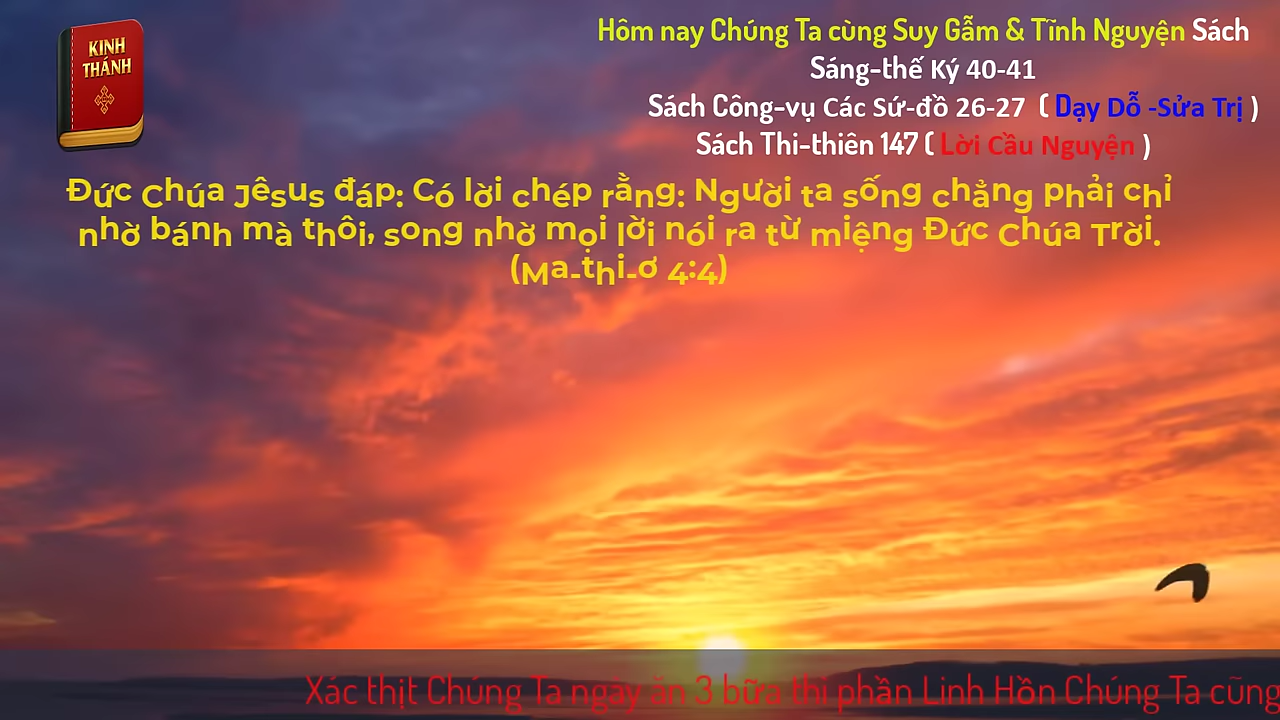 KINH
THÁNH
Hôm nay Chúng Ta cùng Suy Gẫm & Tĩnh Nguyện Sách
Sáng-thế Ký 40-41
Sách Công-vụ Các Sứ-đồ 26-27 ( Dạy Dỗ -Sửa Trị )
Sách Thi-thiên 147 ( Lời Cầu Nguyện )
Đức Chúa Jêsus đáp: Có lời chép rằng: Người ta sống chẳng phải chỉ
nhờ bánh mà thôi, song nhờ mọi lời nói ra từ miệng Đức Chúa Trời.
(Ma-thi-ơ 4:4)
Xác thịt Chúng Ta ngày ăn 3 bữa thì phần Linh Hồn Chúng Ta cũng